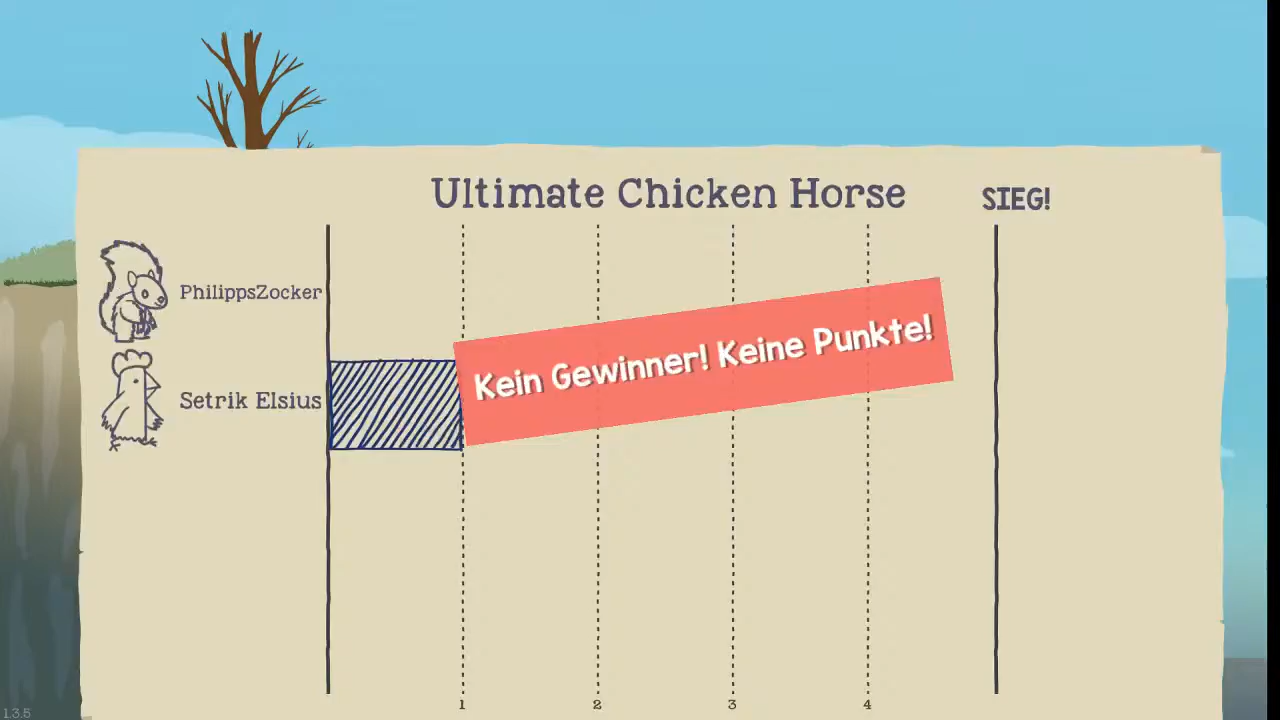 Ultimate Chicken Horse
SIEG!
PhilippsZocker
Kein Gewinner! Keine Punkte!
Setrik Elsius
1 2 3 4
1.3.5